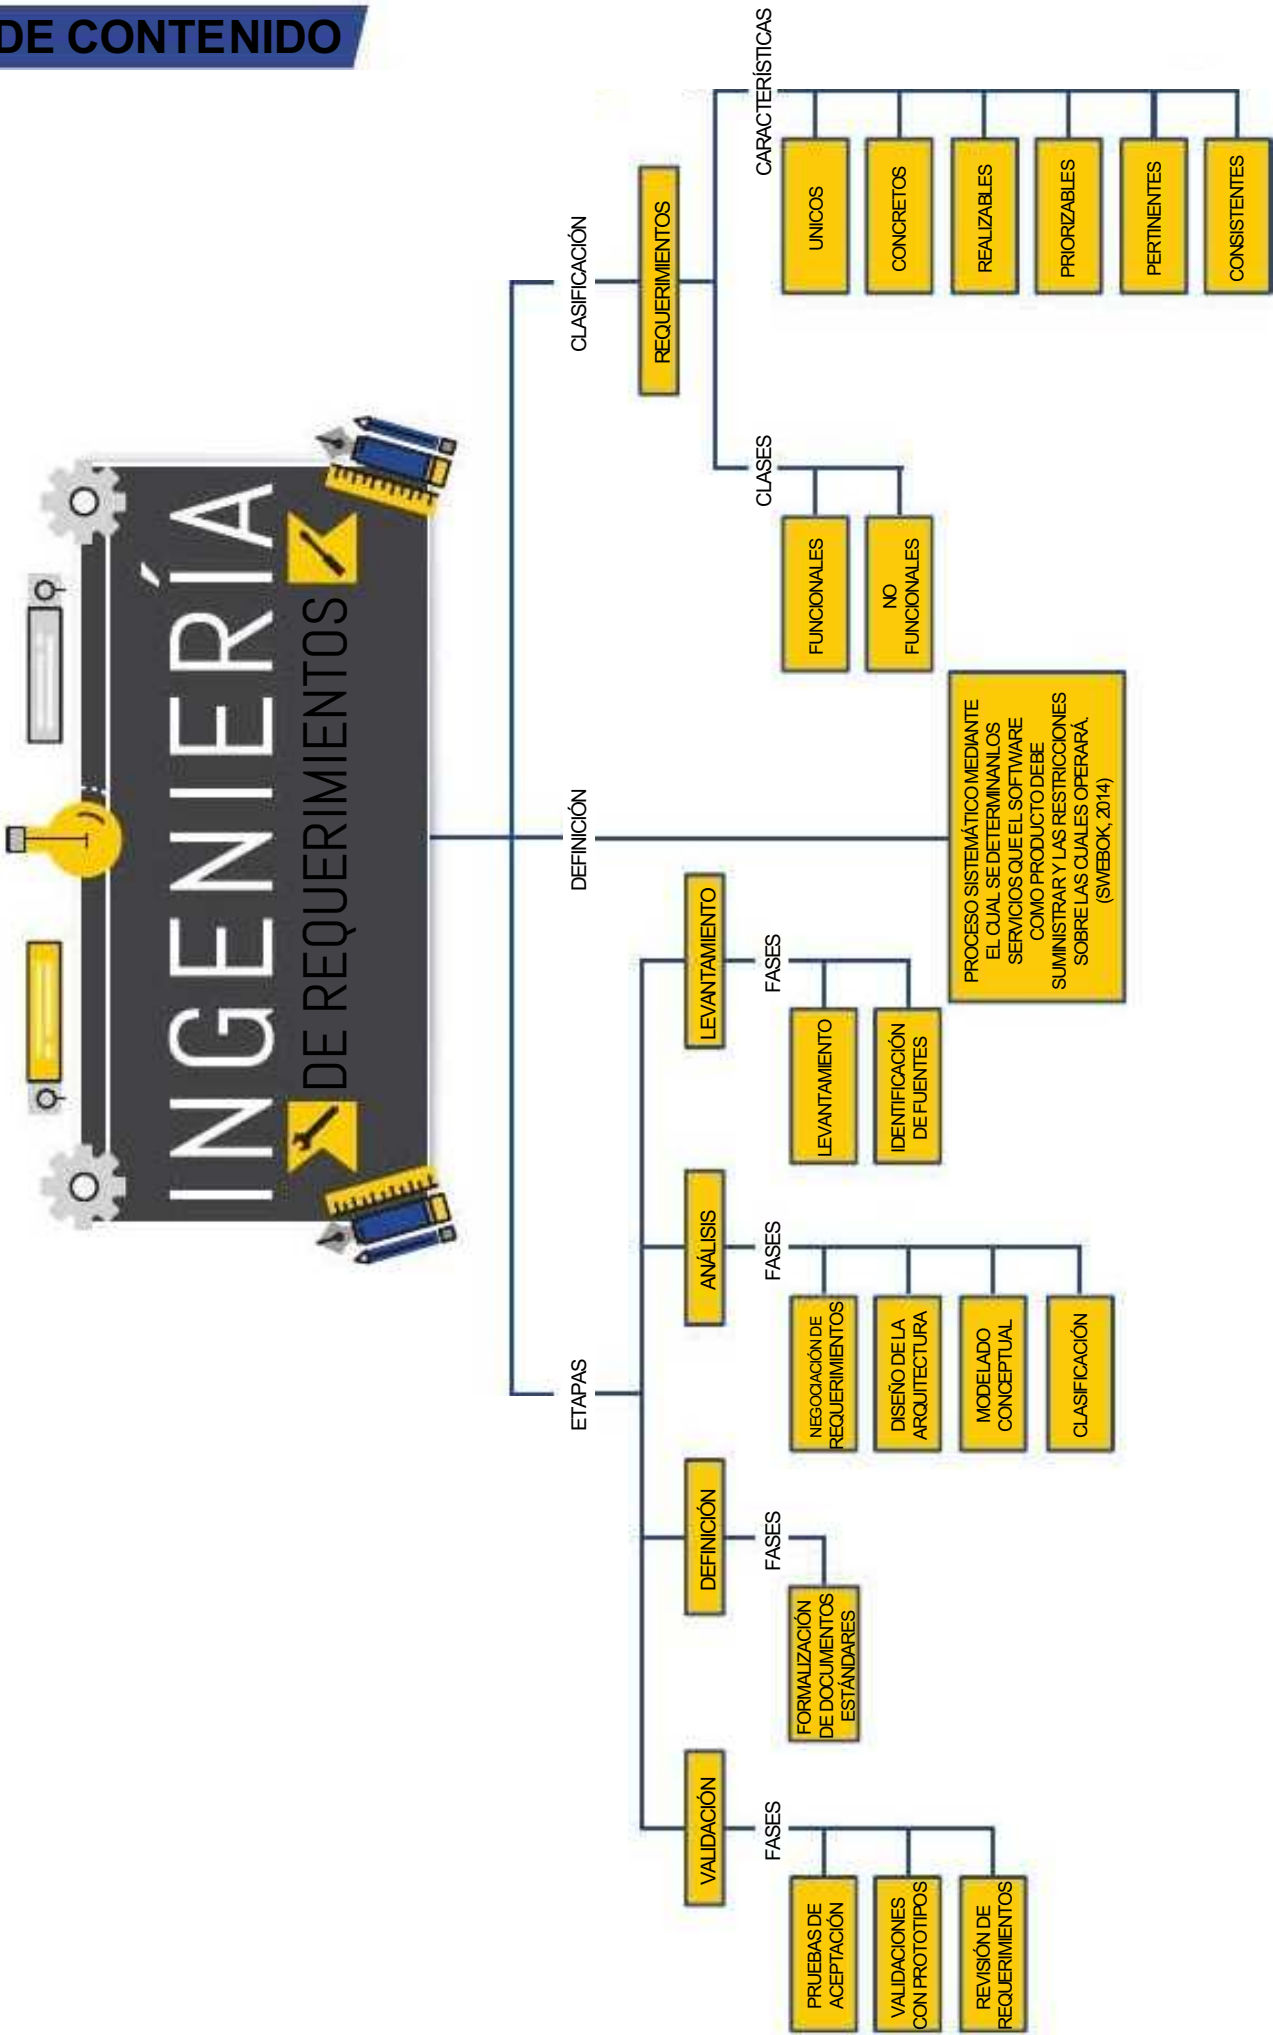 DE CONTENIDO
INGENIERÍA
DE REQUERIMIENTOS
ETAPAS
DEFINICIÓN
CLASIFICACIÓN
VALIDACIÓN
DEFINICIÓN
ANÁLISIS
LEVANTAMIENTO
FASES
FASES
FASES
FASES
PRUEBAS DE
ACEPTACIÓN
VALIDACIONES
CON PROTOTIPOS
REVISIÓN DE
REQUERIMIENTOS
FORMALIZACIÓN
DE DOCUMENTOS
ESTÁNDARES
NEGOCIACIÓN DE
REQUERIMIENTOS
DISEÑO DE LA
ARQUITECTURA
MODELADO
CONCEPTUAL
CLASIFICACIÓN
LEVANTAMIENTO
IDENTIFICACIÓN
DE FUENTES
PROCESO SISTEMÁTICO MEDIANTE
EL CUAL SE DETERMINANLOS
SERVICIOS QUE EL SOFTWARE
COMO PRODUCTO DEBE
SUMINISTRAR Y LAS RESTRICCIONES
SOBRE LAS CUALES OPERARÁ.
(SWEBOK, 2014)
REQUERIMIENTOS
CLASES
CARACTERÍSTICAS
FUNCIONALES
NO
FUNCIONALES
UNICOS
CONCRETOS
REALIZABLES
PRIORIZABLES
PERTINENTES
CONSISTENTES